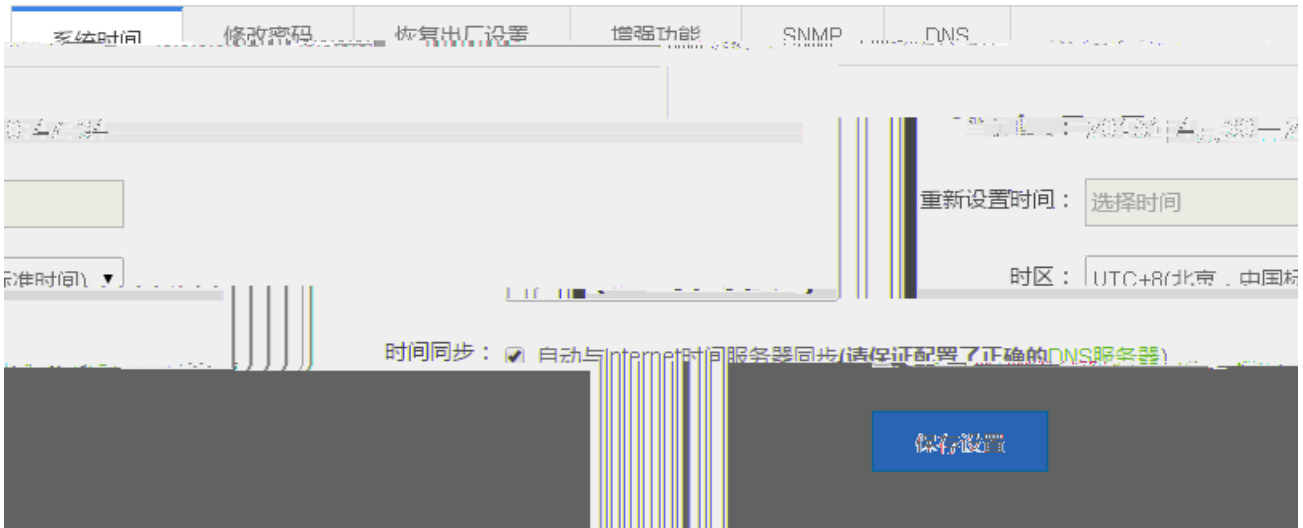 系统时间 修改密码 恢复出厂设置 增强功能 SNMP DNS
重新设置时间： 选择时间
时区： UTC+8(北京，中国标准时间)
时间同步： 自动与Internet时间服务器同步(请保证配置了正确的DNS服务器)
保存设置